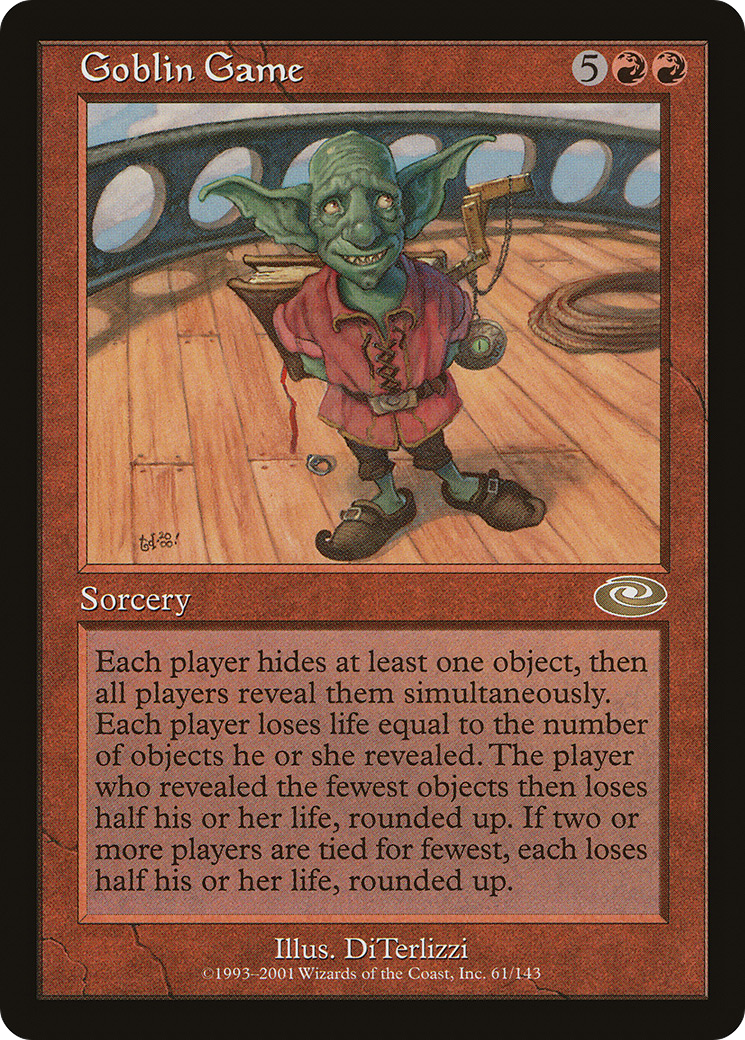 Goblin Game
5
Sorcery
Each player hides at least one object, then
all players reveal them simultaneously.
Each player loses life equal to the number
of objects he or she revealed. The player
who revealed the fewest objects then loses
half his or her life, rounded up. If two or
more players are tied for fewest, each loses
half his or her life, rounded up.
Illus. DiTerlizzi
©1993–2001 Wizards of the Coast, Inc. 61/143